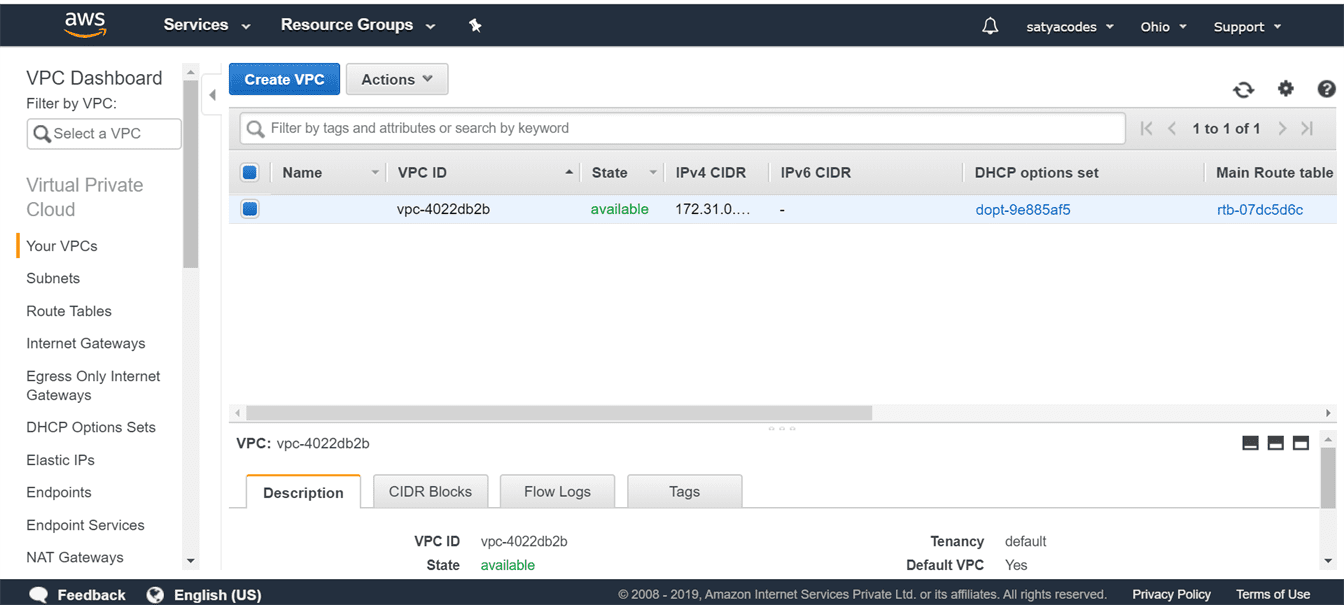 aws Services Resource Groups satyacodes Ohio Support
VPC Dashboard
Filter by VPC:
Select a VPC
Virtual Private
Cloud
Your VPCs
Subnets
Route Tables
Internet Gateways
Egress Only Internet
Gateways
DHCP Options Sets
Elastic IPs
Endpoints
Endpoint Services
NAT Gateways
Create VPC Actions
Filter by tags and attributes or search by keyword 1 to 1 of 1
Name VPC ID State IPv4 CIDR IPv6 CIDR DHCP options set Main Route table
vpc-4022db2b available 172.31.0.... - dopt-9e885af5 rtb-07dc5d6c
VPC: vpc-4022db2b
Description CIDR Blocks Flow Logs Tags
VPC ID vpc-4022db2b Tenancy default
State available Default VPC Yes
Feedback English (US) © 2008 - 2019, Amazon Internet Services Private Ltd. or its affiliates. All rights reserved. Privacy Policy Terms of Use